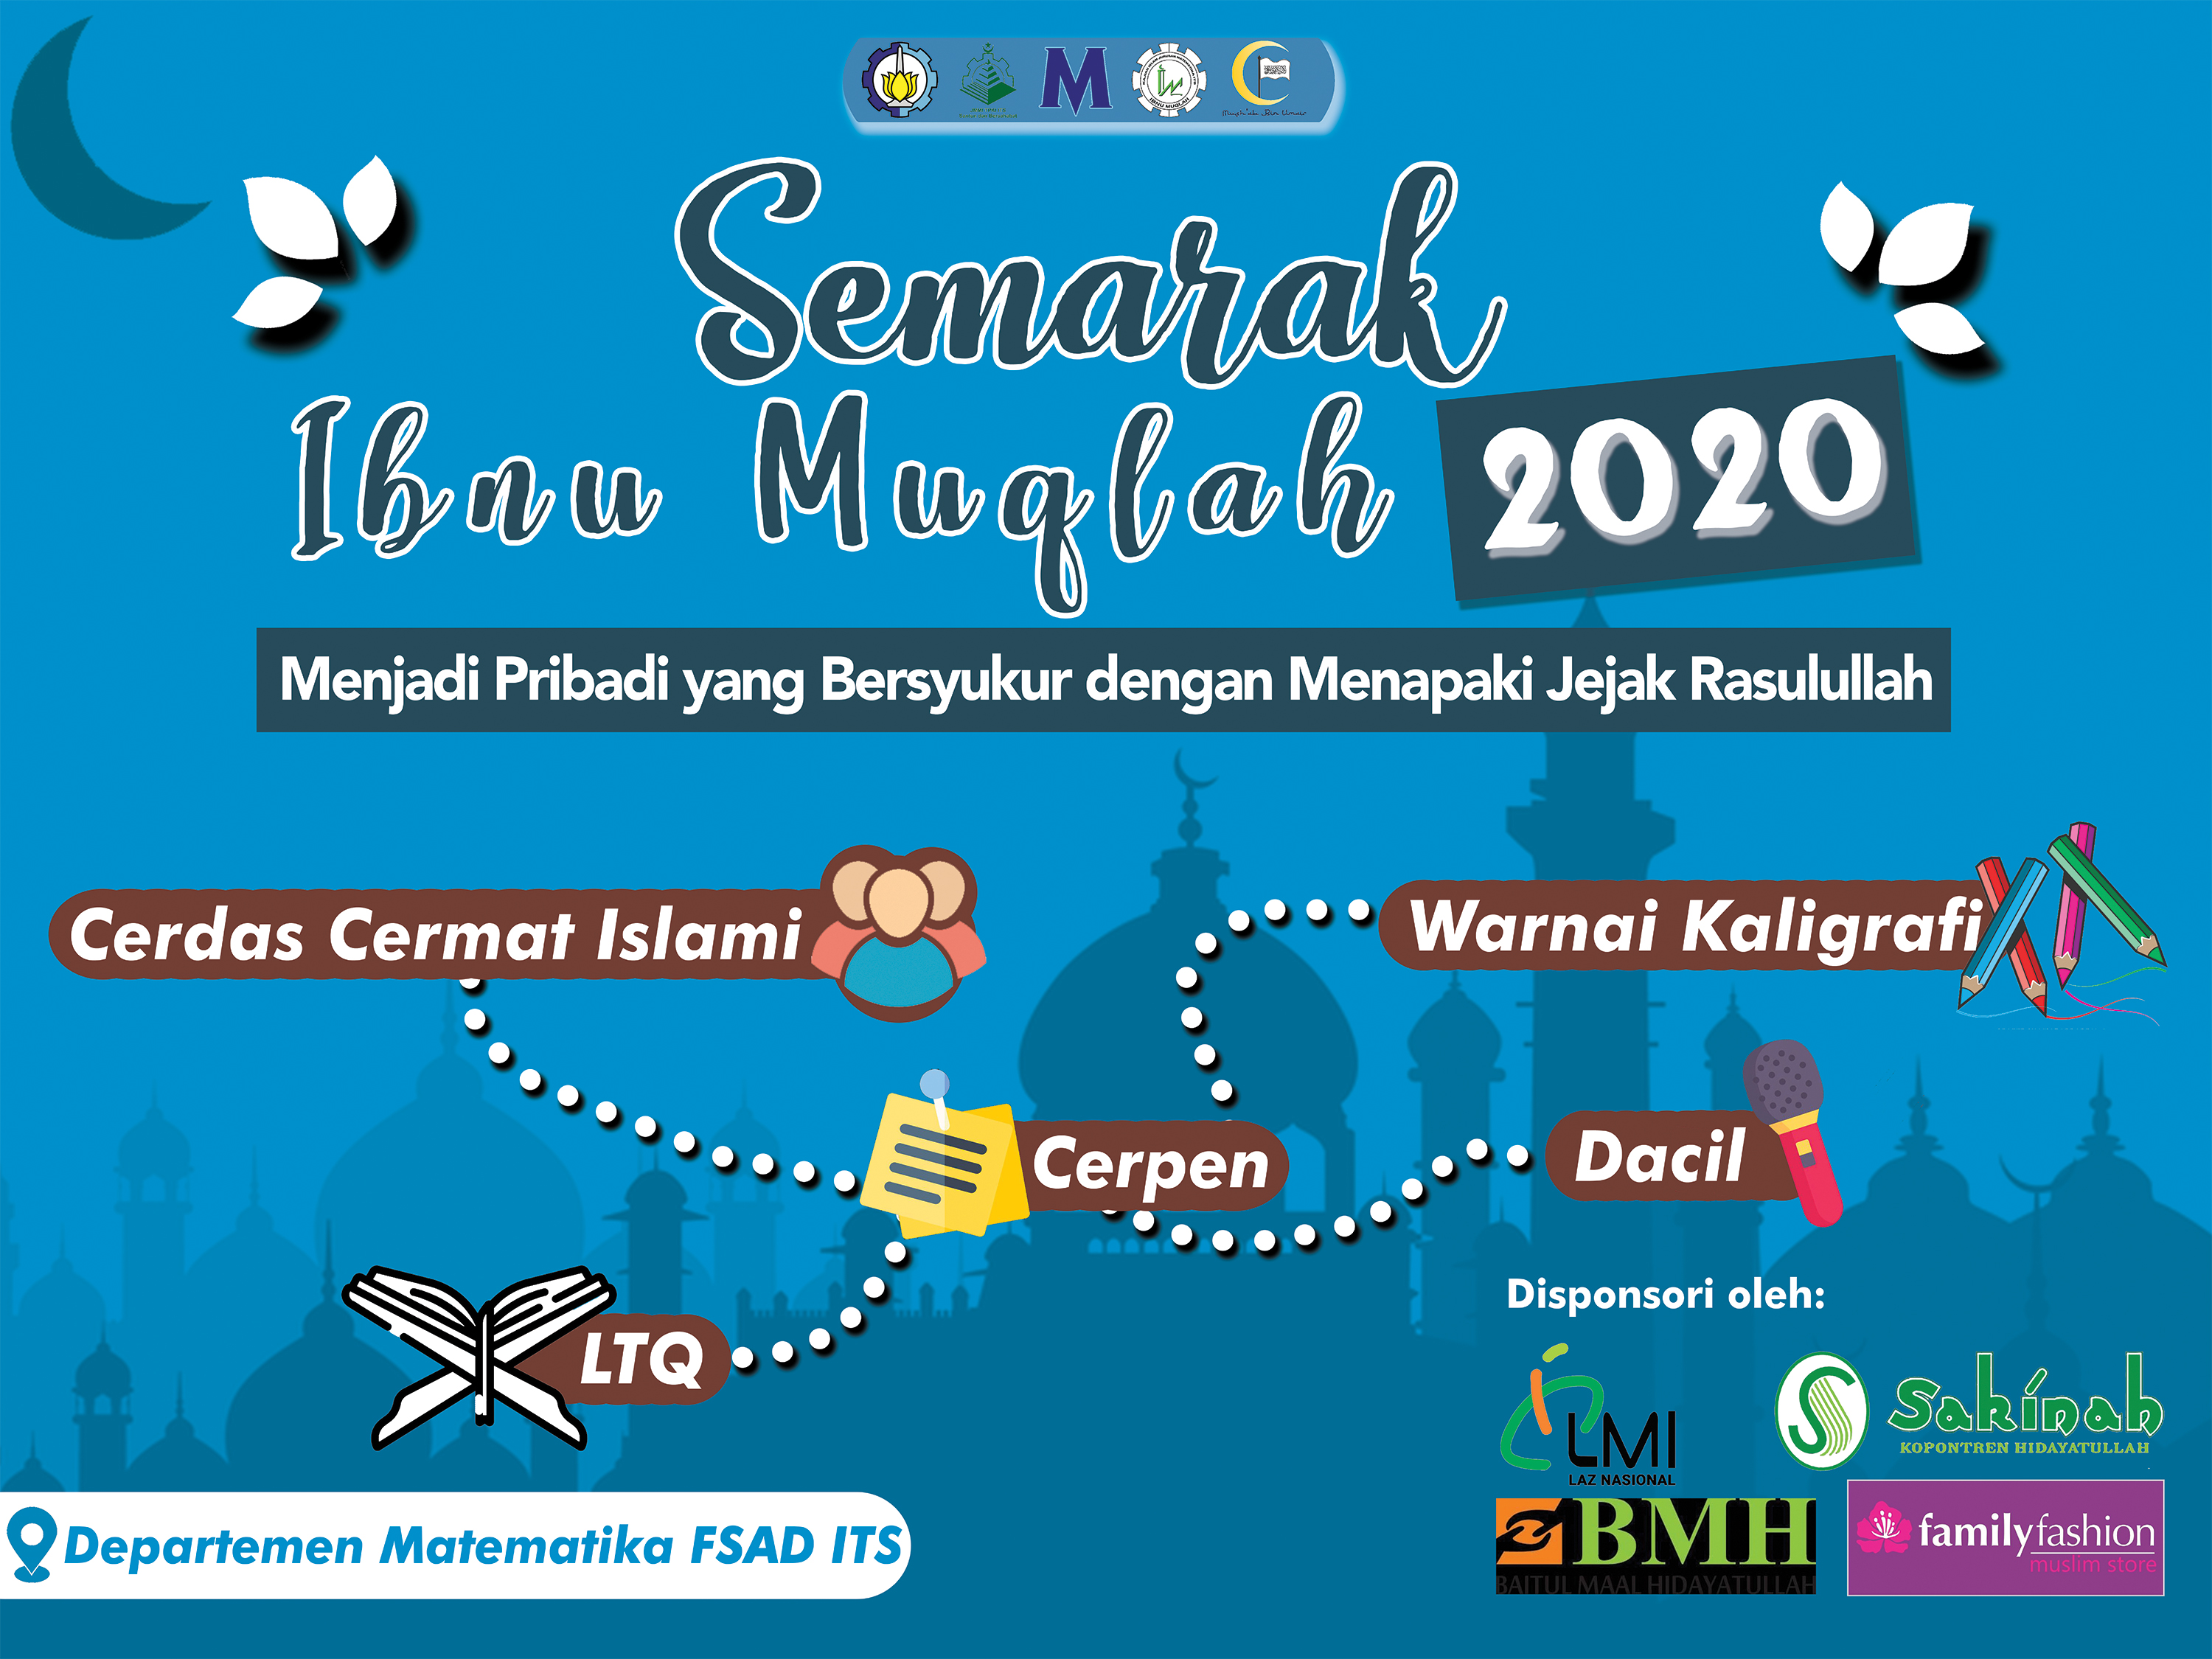 M
IBNU MUQLAH
Semarak
Ibnu Muqlah 2020
Menjadi Pribadi yang Bersyukur dengan Menapaki Jejak Rasulullah
Cerdas Cermat Islami
Warnai Kaligrafi
Cerpen
Dacil
LTQ
Disponsori oleh:
LMI
LAZ NASIONAL
Sakinah
KOPONTREN HIDAYATULLAH
BMH
BAITUL MAAL HIDAYATULLAH
familyfashion
muslim store
Departemen Matematika FSAD ITS